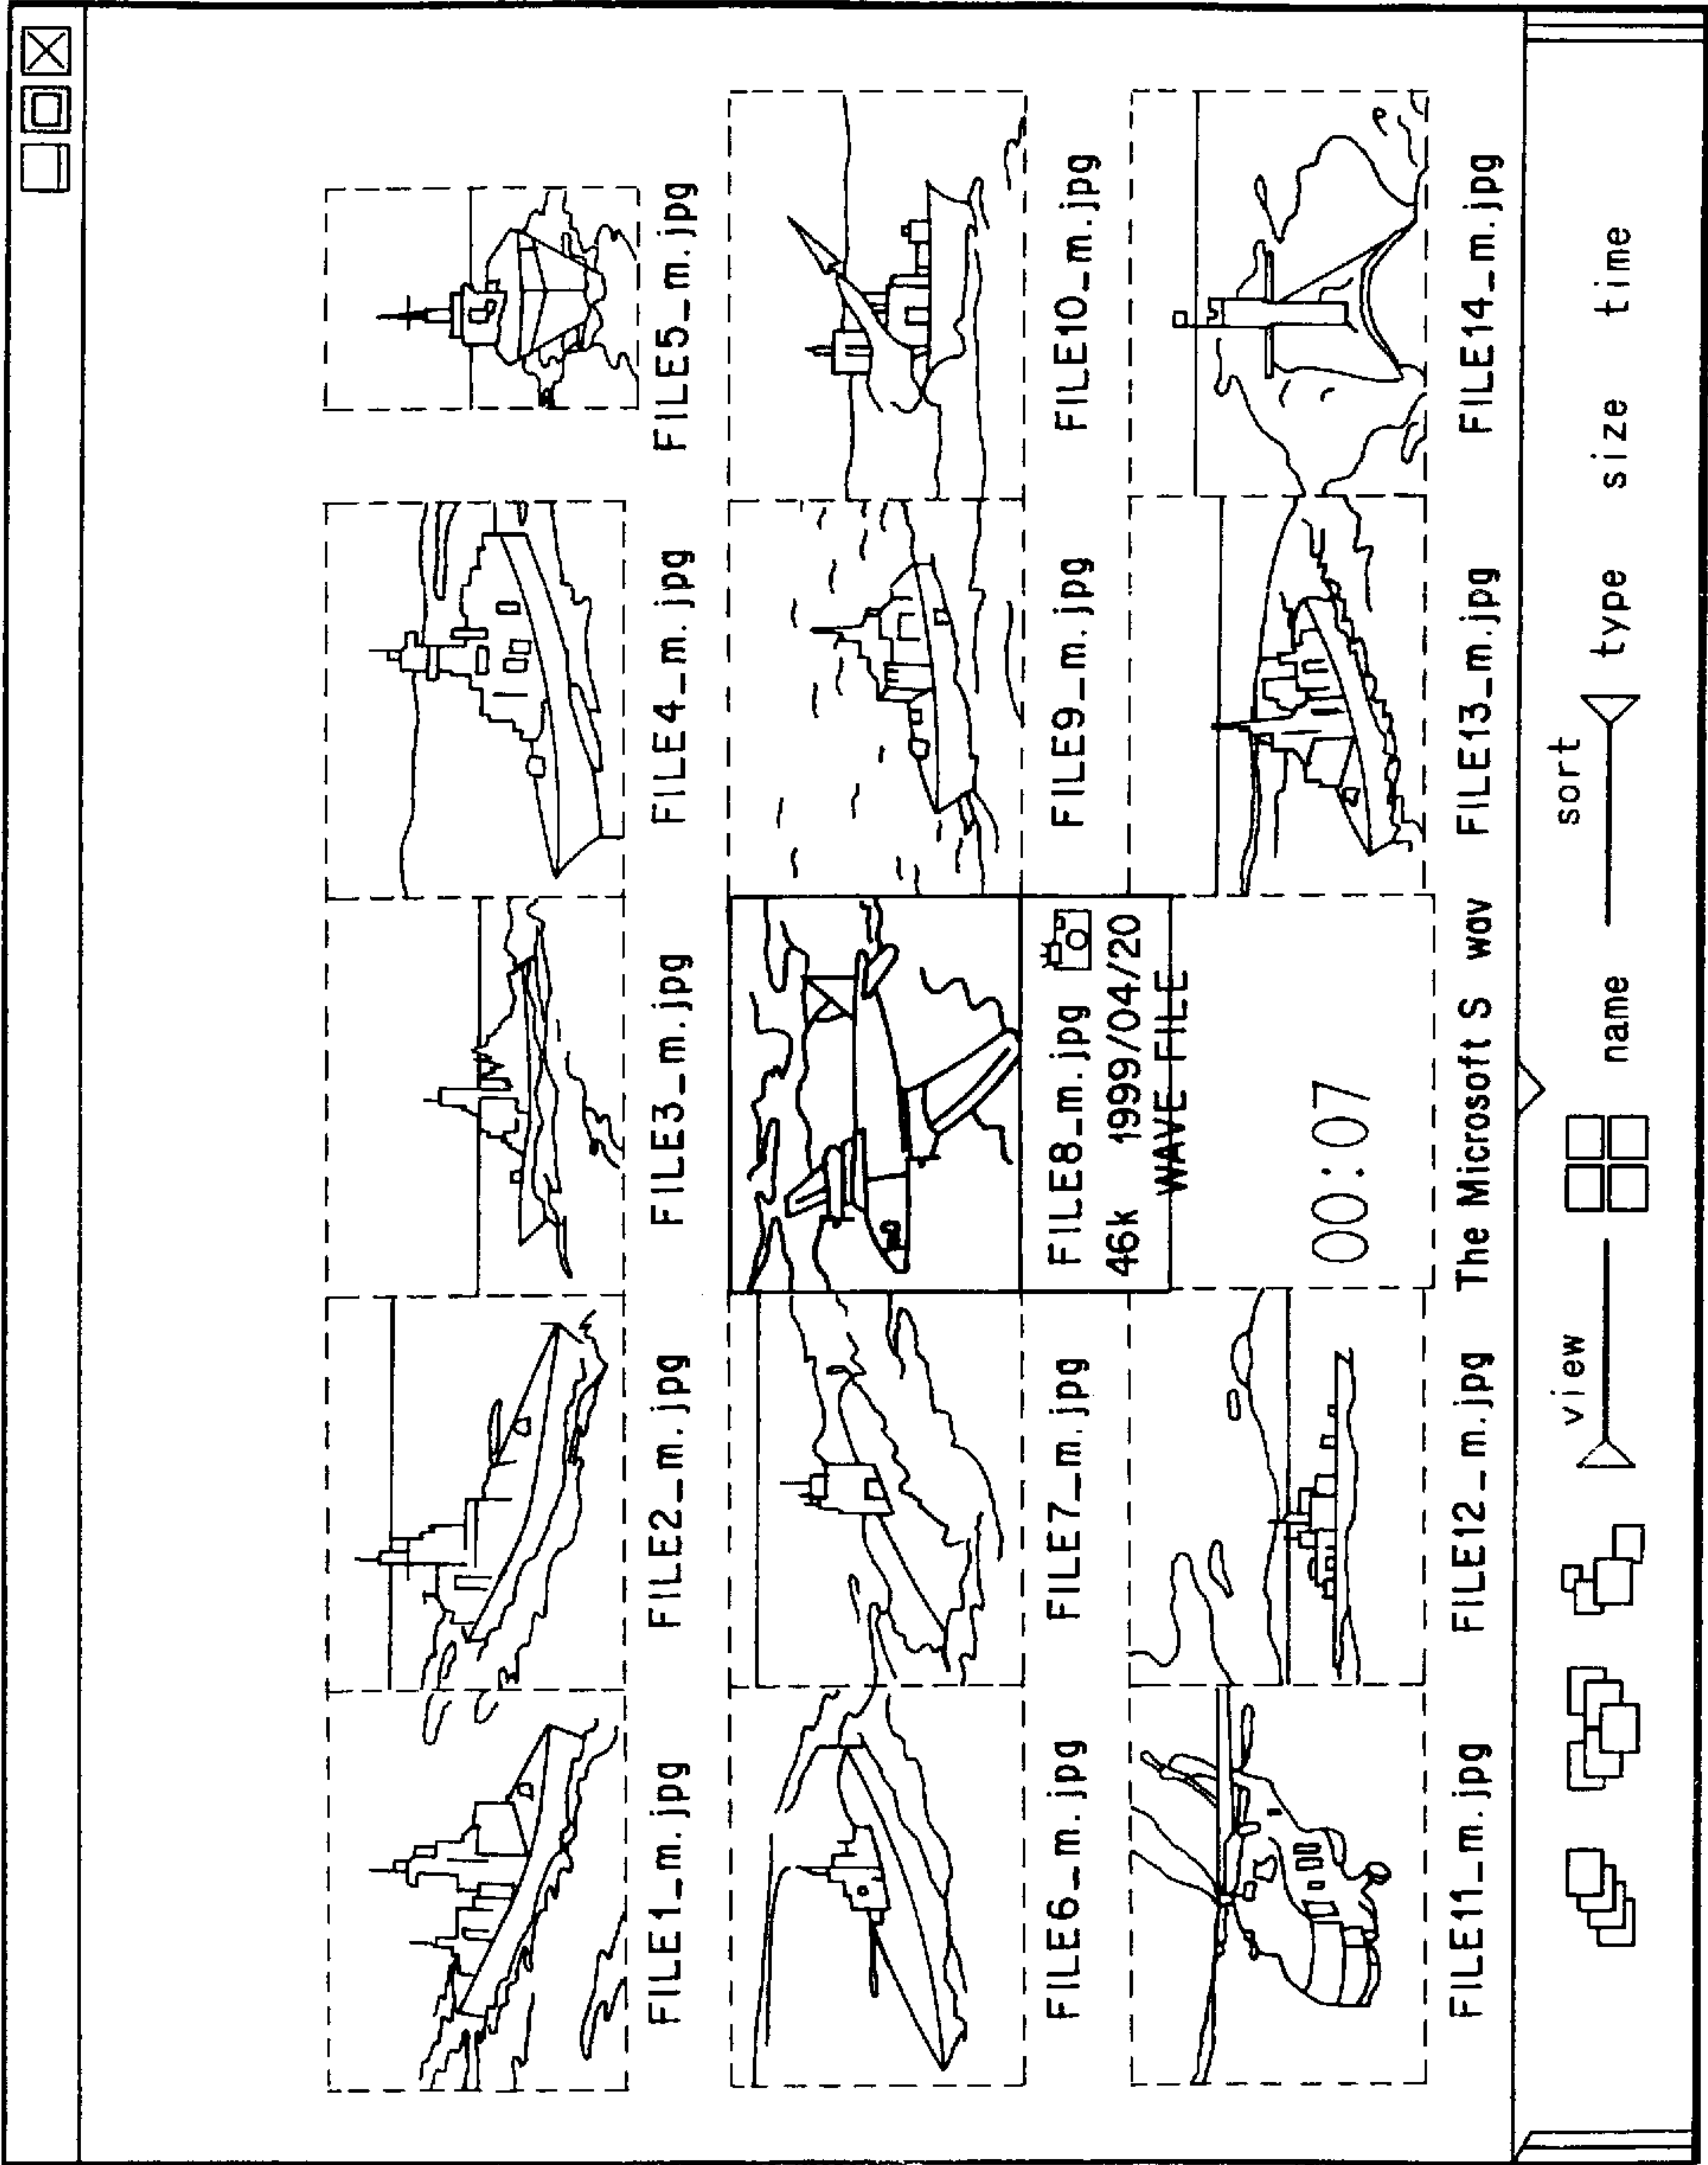 FILE1_m.jpg FILE2_m.jpg FILE3_m.jpg FILE4_m.jpg FILE5_m.jpg
FILE6_m.jpg FILE7_m.jpg FILE8_m.jpg FILE9_m.jpg FILE10_m.jpg
46k 1999/04/20
WAVE FILE
00:07
FILE11_m.jpg FILE12_m.jpg The Microsoft S wav FILE13_m.jpg FILE14_m.jpg
view sort
name type size time